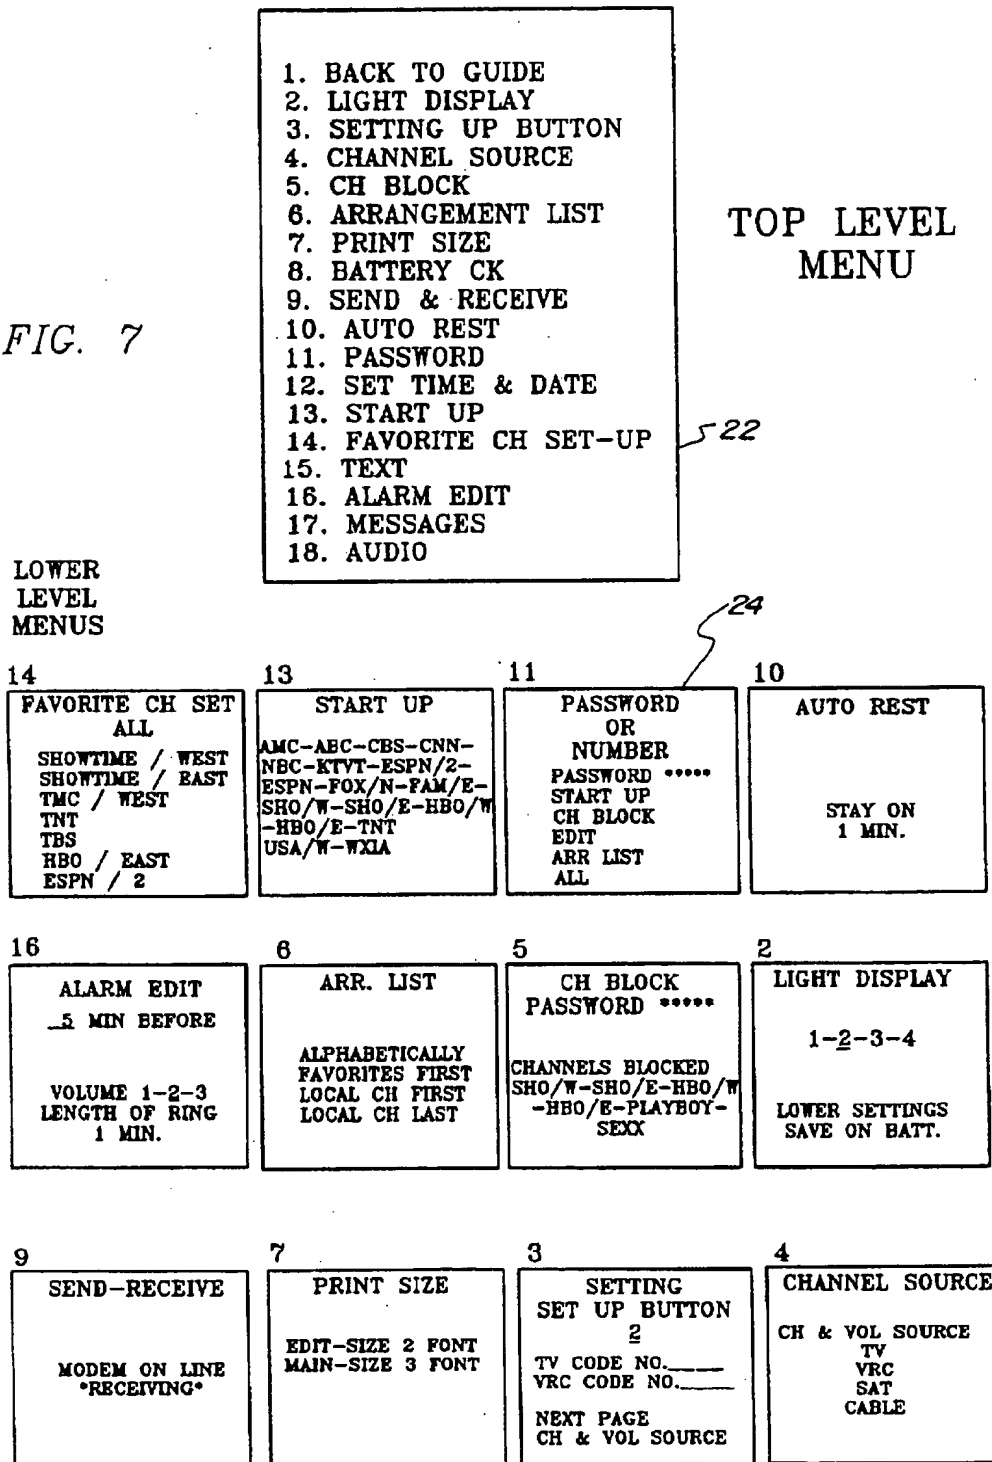 1. BACK TO GUIDE
2. LIGHT DISPLAY
3. SETTING UP BUTTON
4. CHANNEL SOURCE
5. CH BLOCK
6. ARRANGEMENT LIST
7. PRINT SIZE
8. BATTERY CK
9. SEND & RECEIVE
10. AUTO REST
11. PASSWORD
12. SET TIME & DATE
13. START UP
14. FAVORITE CH SET-UP
15. TEXT
16. ALARM EDIT
17. MESSAGES
18. AUDIO
TOP LEVEL
MENU
FIG. 7
22
LOWER
LEVEL
MENUS
24
14
FAVORITE CH SET
ALL
SHOWTIME / WEST
SHOWTIME / EAST
TMC / WEST
TNT
TBS
HBO / EAST
ESPN / 2
13
START UP
AMC-ABC-CBS-CNN-
NBC-KTVT-ESPN/2-
ESPN-FOX/N-FAM/E-
SHO/W-SHO/E-HBO/W
-HBO/E-TNT
USA/W-WXIA
11
PASSWORD
OR
NUMBER
PASSWORD *****
START UP
CH BLOCK
EDIT
ARR LIST
ALL
10
AUTO REST
STAY ON
1 MIN.
16
ALARM EDIT
5 MIN BEFORE
VOLUME 1-2-3
LENGTH OF RING
1 MIN.
6
ARR. LIST
ALPHABETICALLY
FAVORITES FIRST
LOCAL CH FIRST
LOCAL CH LAST
5
CH BLOCK
PASSWORD *****
CHANNELS BLOCKED
SHO/W-SHO/E-HBO/W
-HBO/E-PLAYBOY-
SEXX
2
LIGHT DISPLAY
1-2-3-4
LOWER SETTINGS
SAVE ON BATT.
9
SEND-RECEIVE
MODEM ON LINE
*RECEIVING*
7
PRINT SIZE
EDIT-SIZE 2 FONT
MAIN-SIZE 3 FONT
3
SETTING
SET UP BUTTON
2
TV CODE NO.____
VRC CODE NO.____
NEXT PAGE
CH & VOL SOURCE
4
CHANNEL SOURCE
CH & VOL SOURCE
TV
VRC
SAT
CABLE